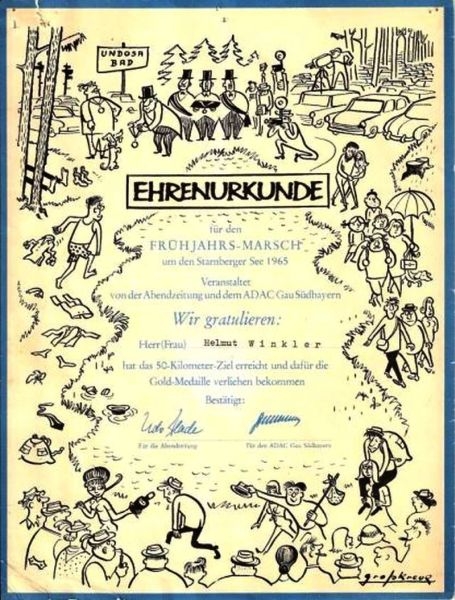 UNDOSA
BAD
EHRENURKUNDE
für den
FRÜHJAHRS-MARSCH
um den Starnberger See 1965
Veranstaltet
von der Abendzeitung und dem ADAC Gau Südbayern
Wir gratulieren:
Herr(Frau) Helmut Winkler
hat das 50-Kilometer-Ziel erreicht und dafür die
Gold-Medaille verliehen bekommen
Bestätigt:
Für die Abendzeitung Für den ADAC Gau Südbayern
großkreuz